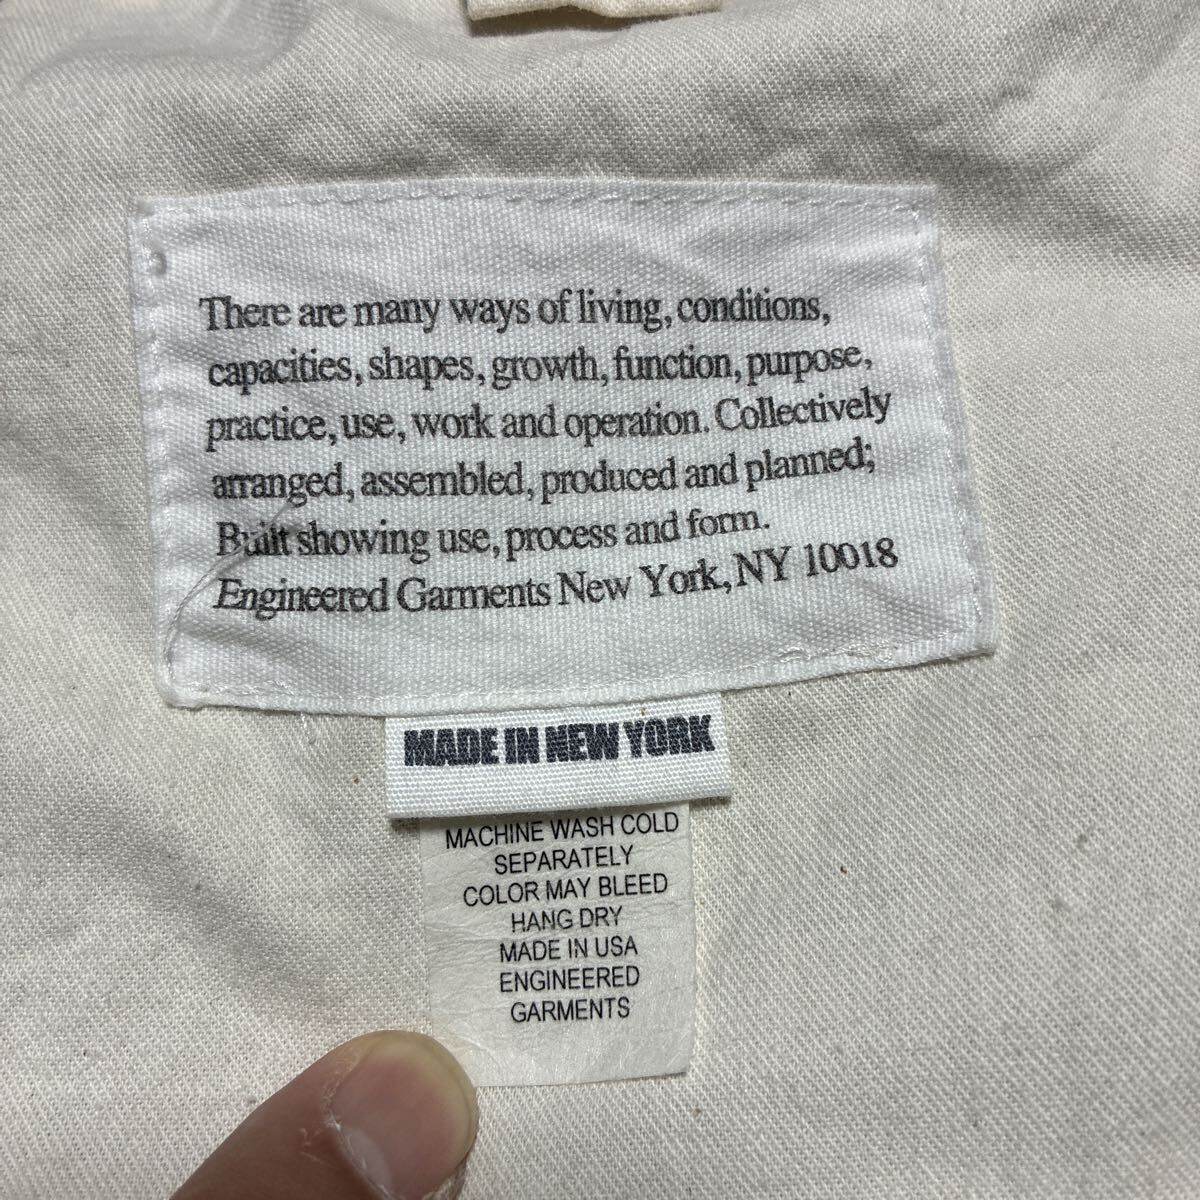 There are many ways of living, conditions,
capacities, shapes, growth, function, purpose,
practice, use, work and operation. Collectively
arranged, assembled, produced and planned;
Built showing use, process and form.
Engineered Garments New York, NY 10018
MADE IN NEW YORK
MACHINE WASH COLD
SEPARATELY
COLOR MAY BLEED
HANG DRY
MADE IN USA
ENGINEERED
GARMENTS